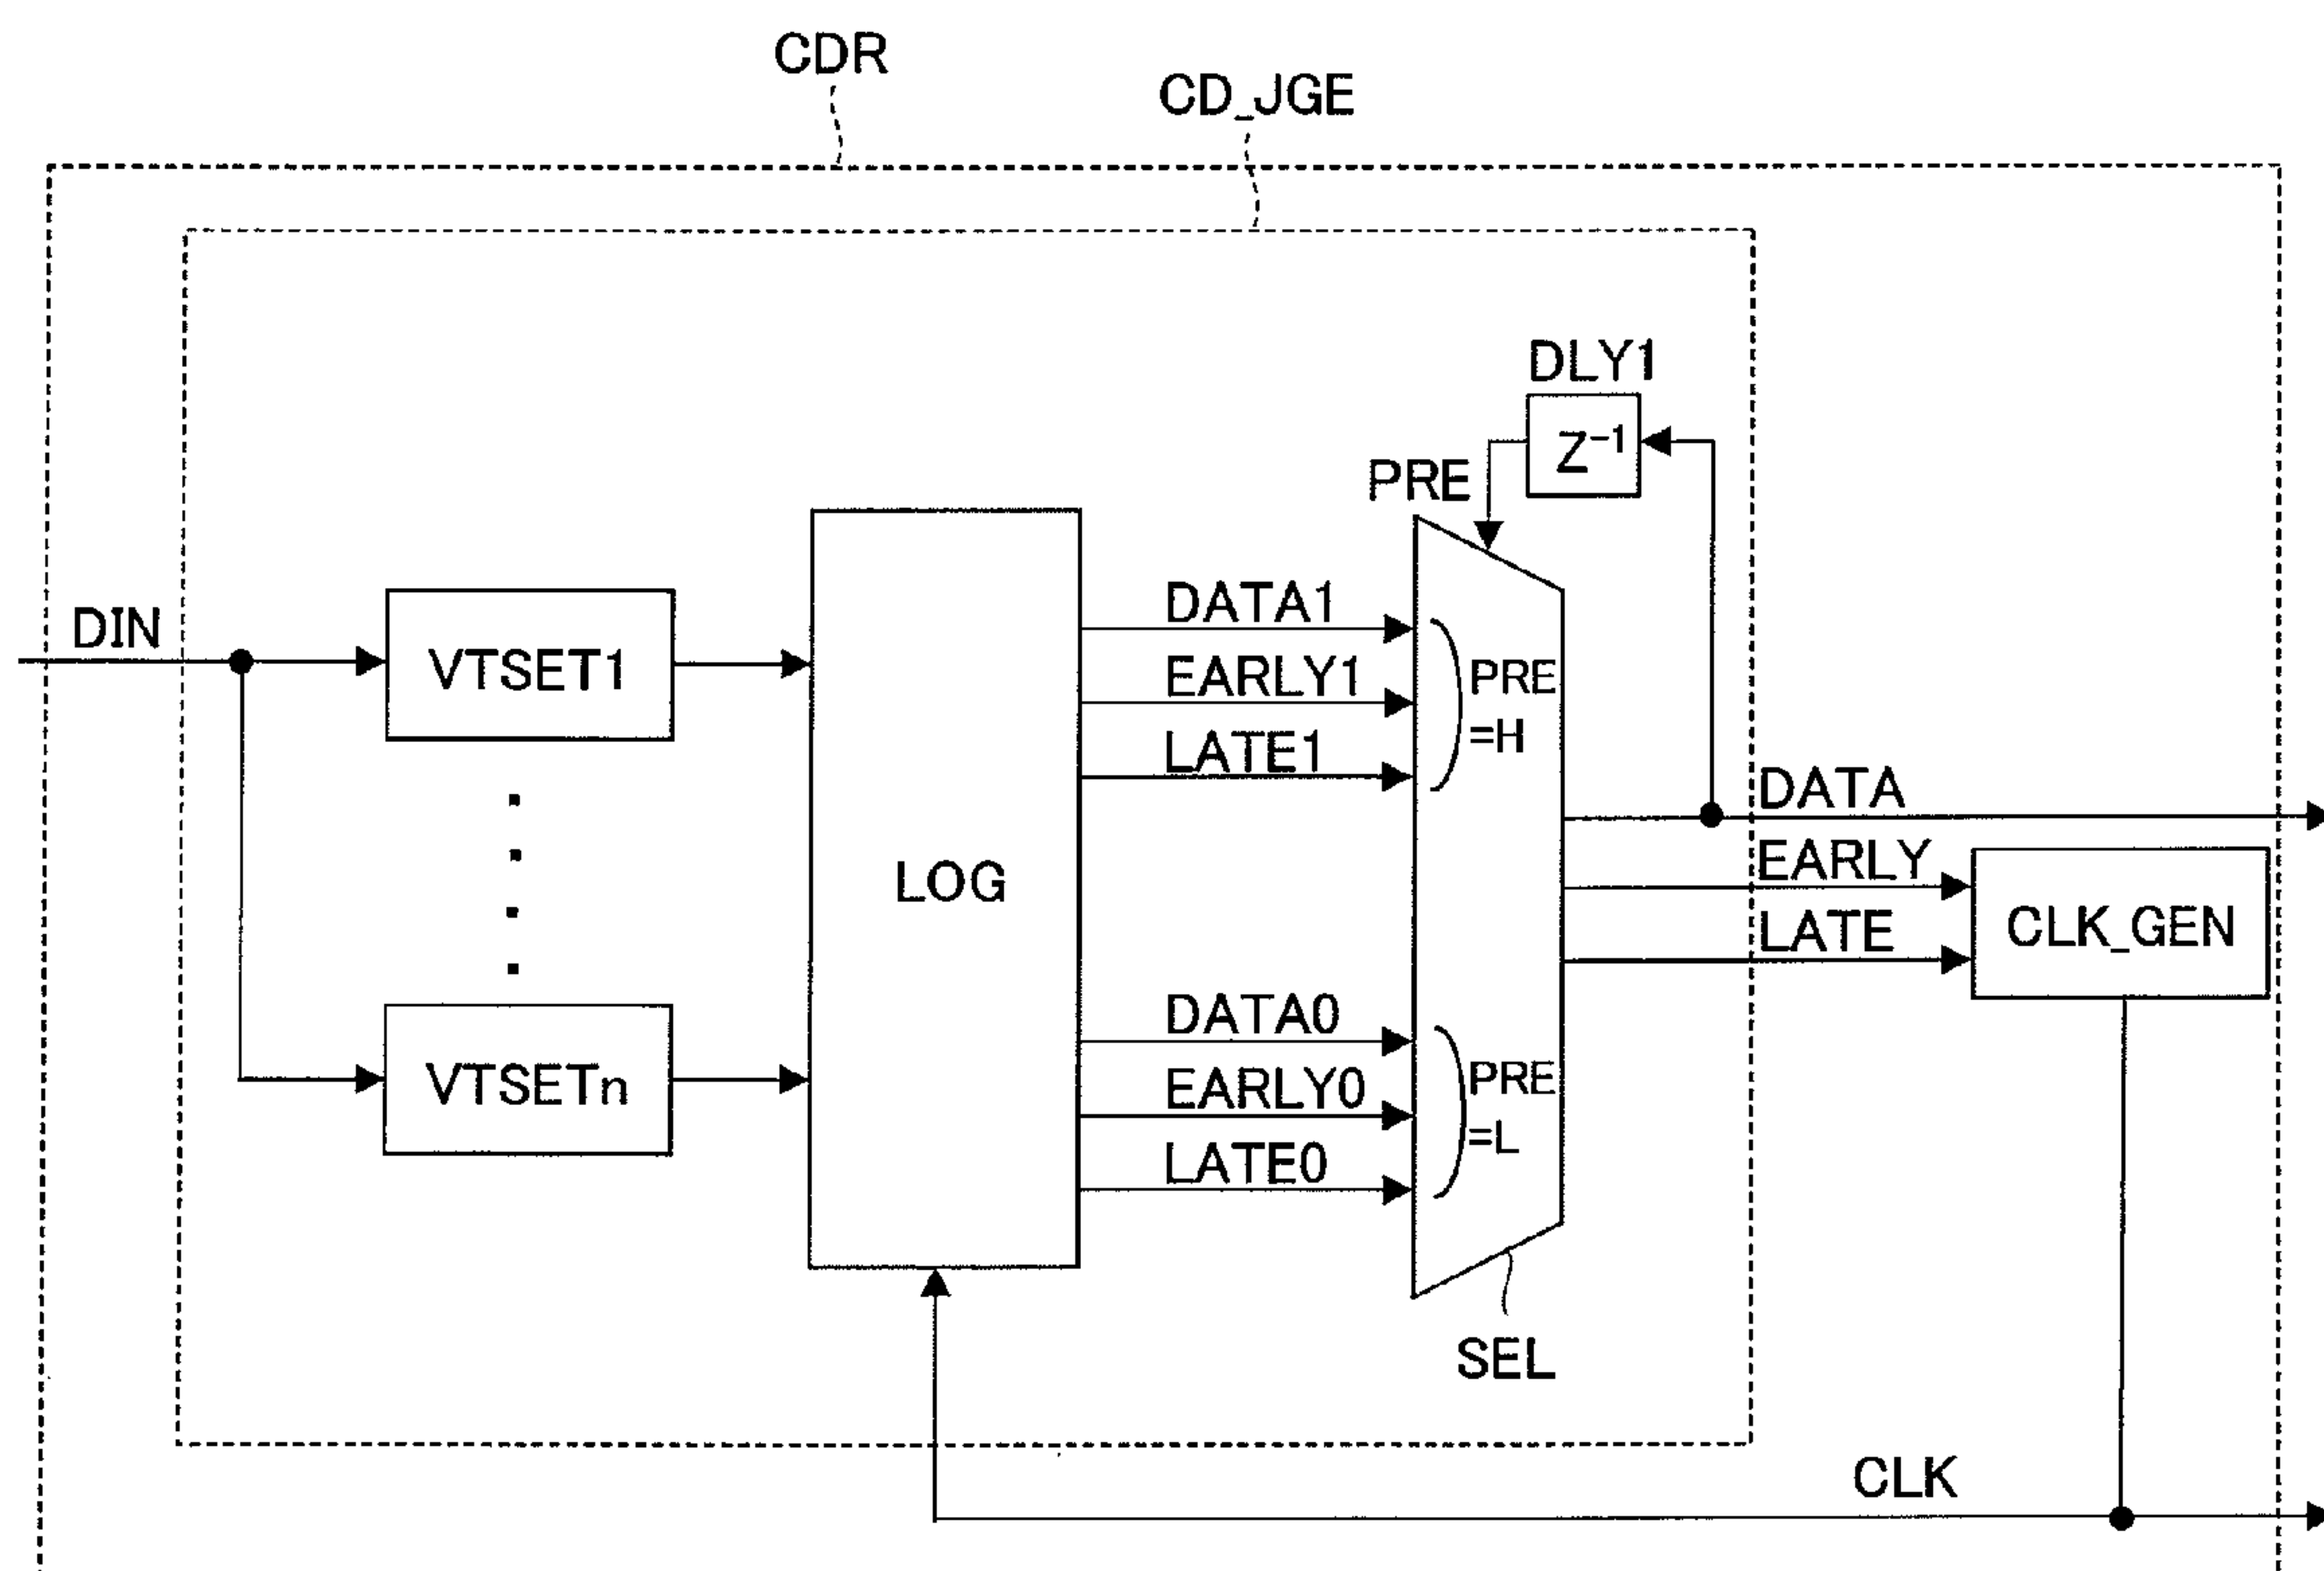 CDR
CD_JGE
DLY1
Z⁻¹
PRE
DIN
VTSET1
LOG
DATA1
EARLY1
LATE1
PRE
=H
DATA
EARLY
LATE
CLK_GEN
VTSETn
DATA0
EARLY0
LATE0
PRE
=L
SEL
CLK